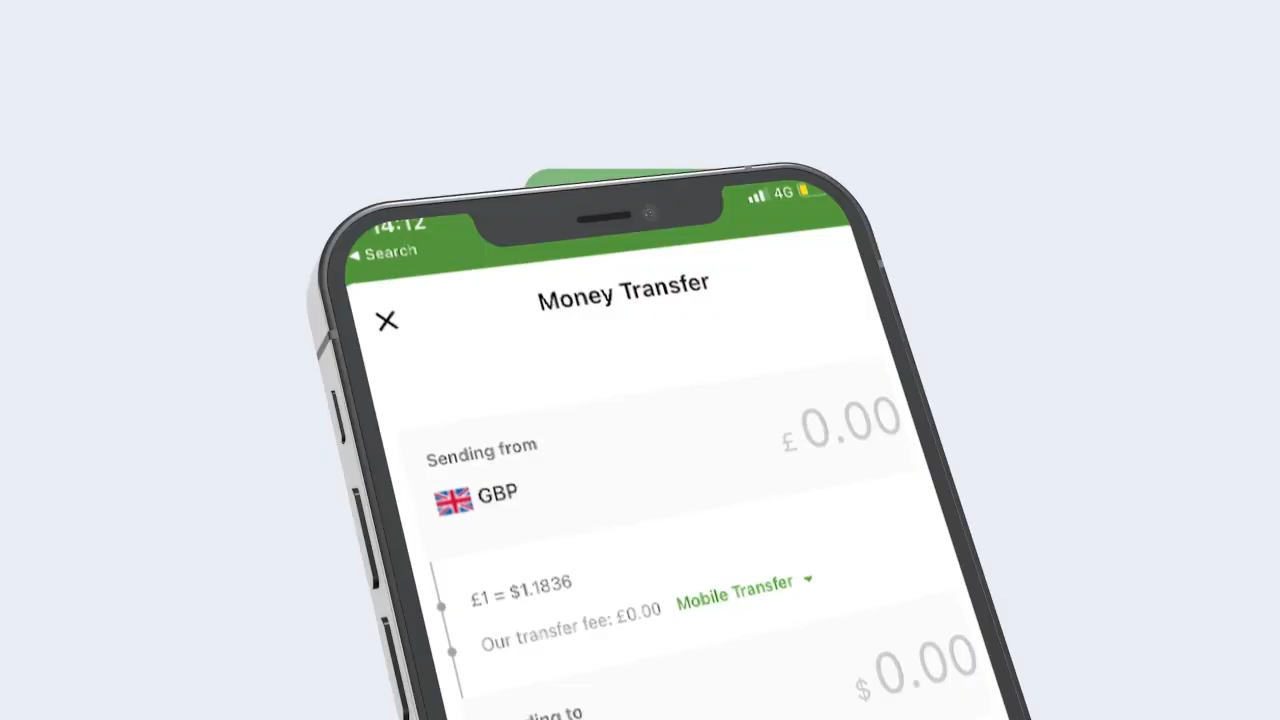 14:12
4G
◀ Search
Money Transfer
Sending from
£ 0.00
GBP
£1 = $1.1836
Our transfer fee: £0.00 Mobile Transfer
$ 0.00
to